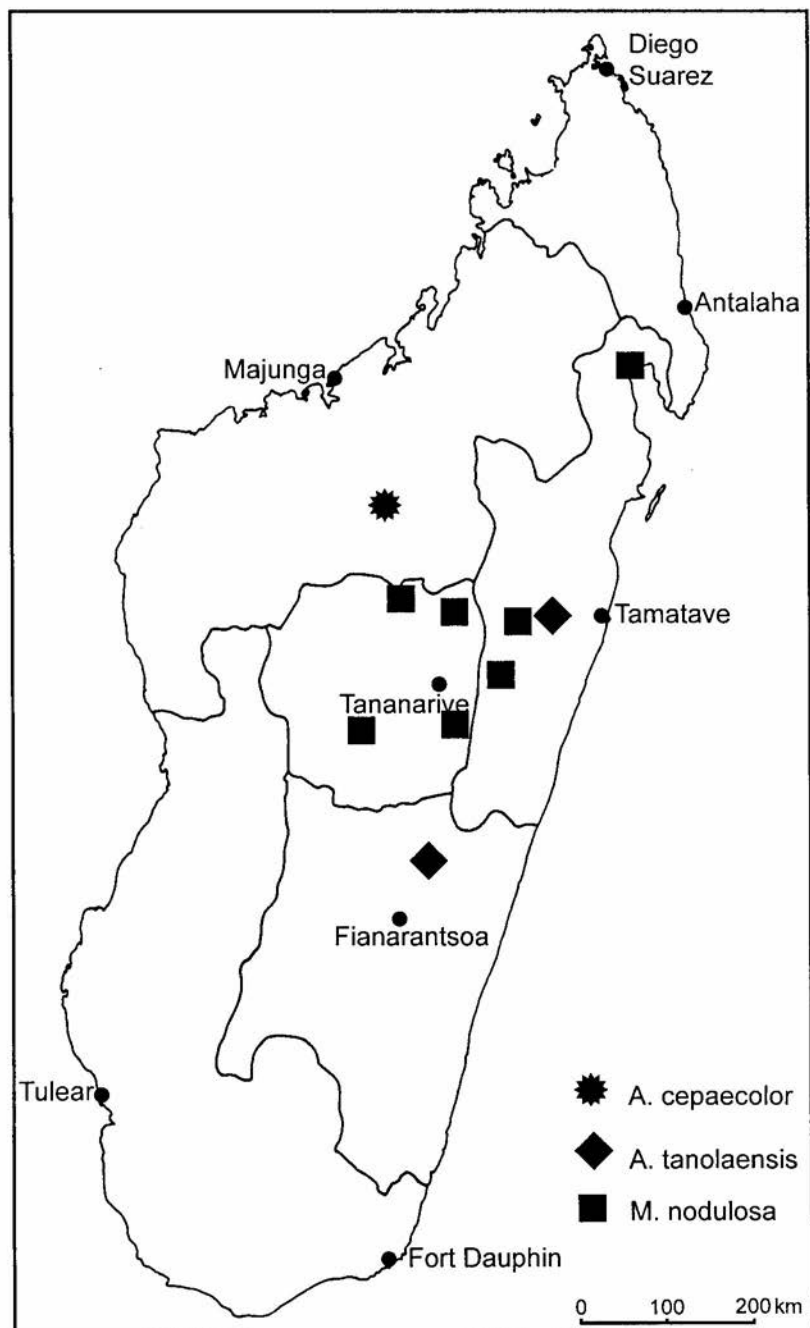 Diego
Suarez
Antalaha
Majunga
Tamatave
Tananarive
Fianarantsoa
Tulear
A. cepaecolor
A. tanolaensis
M. nodulosa
Fort Dauphin
0 100 200 km